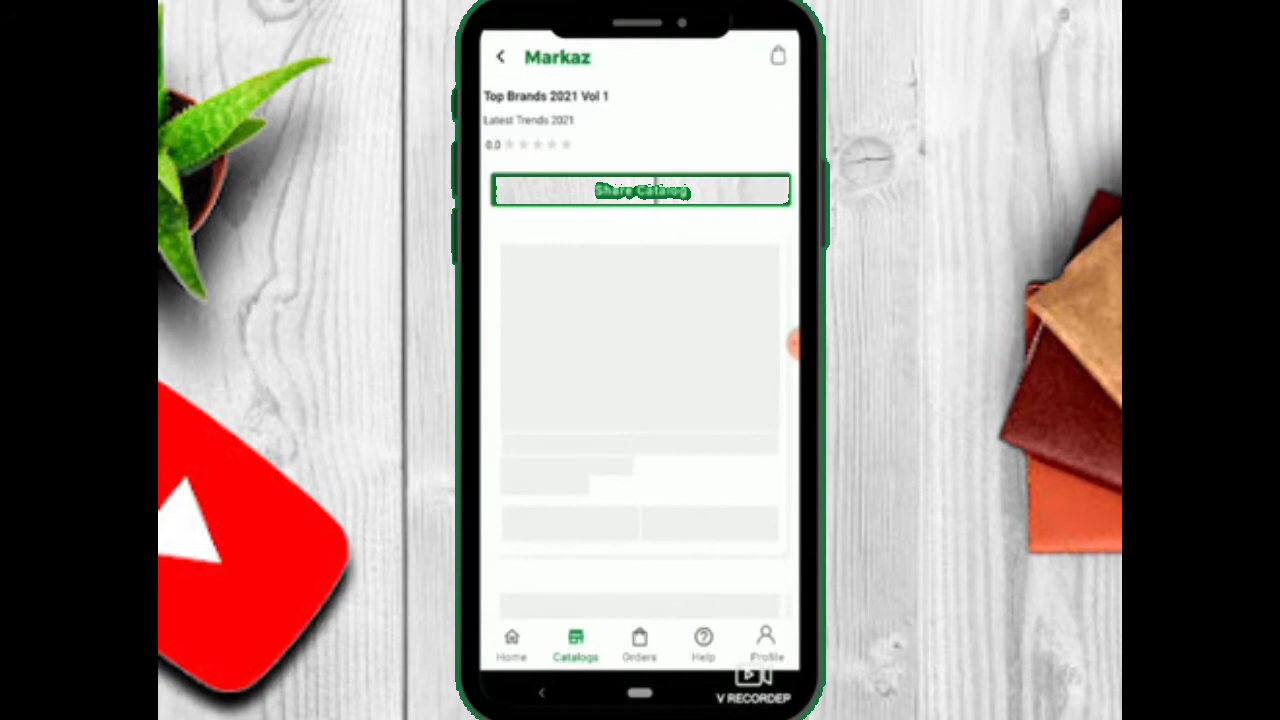 Markaz
Top Brands 2021 Vol 1
Latest Trends 2021
0.0
Share Catalog
Home Catalogs Orders Help Profile
V RECORDER